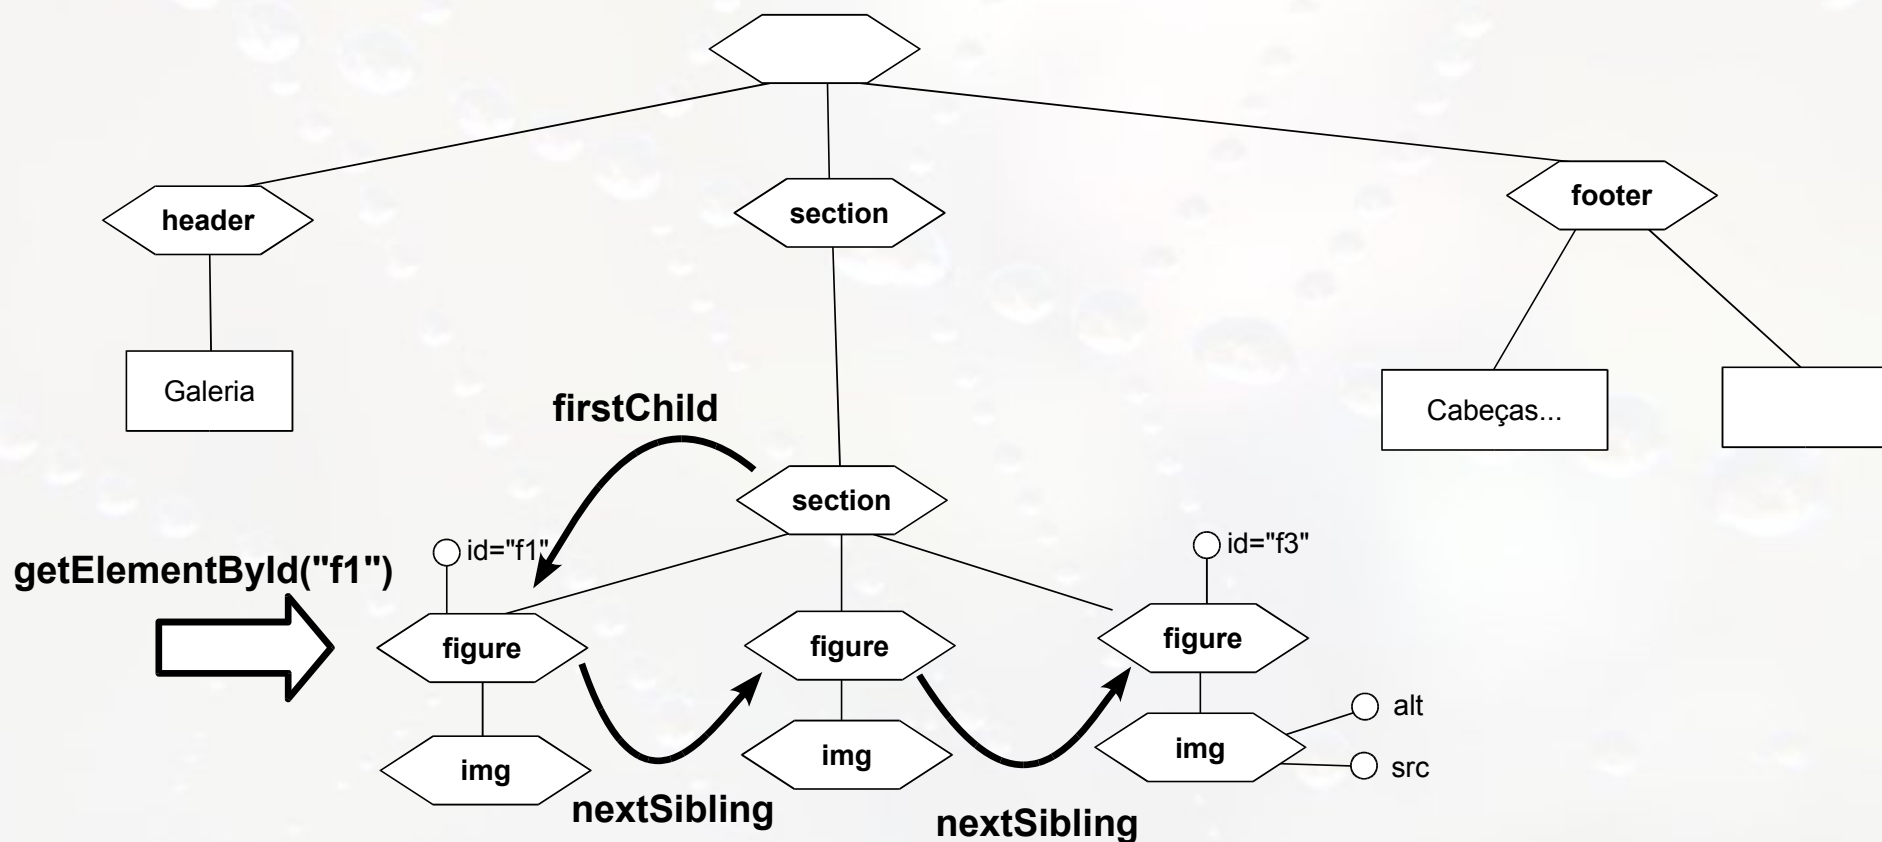 header
section
footer
Galeria
Cabeças...
firstChild
section
id="f1"
id="f3"
getElementById("f1")
figure
figure
figure
img
img
img
alt
src
nextSibling
nextSibling